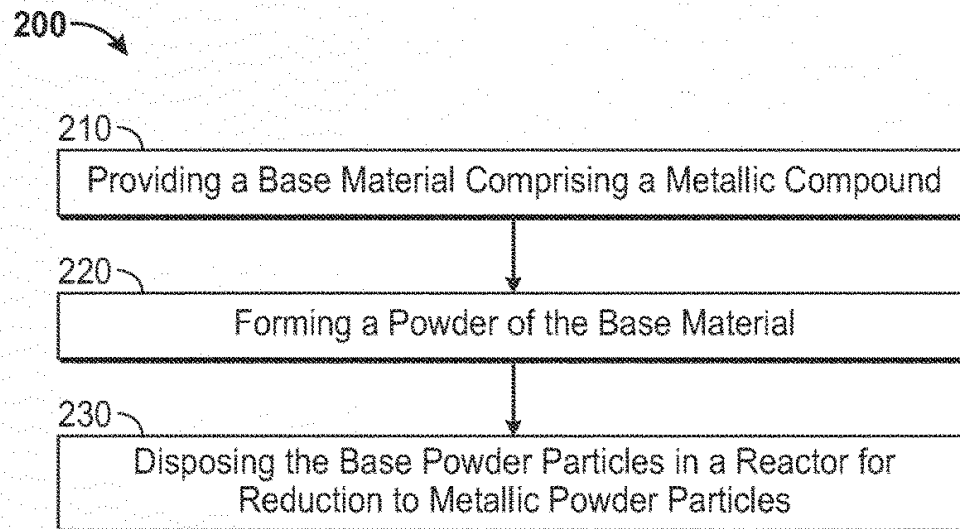 200
210
Providing a Base Material Comprising a Metallic Compound
220
Forming a Powder of the Base Material
230
Disposing the Base Powder Particles in a Reactor for
Reduction to Metallic Powder Particles